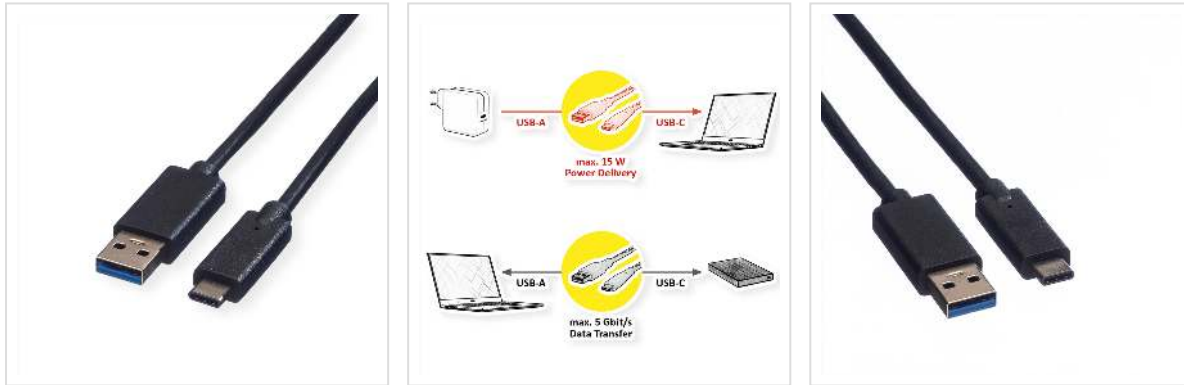 USB-A
USB-C
max. 15 W
Power Delivery
USB-A
USB-C
max. 5 Gbit/s
Data Transfer